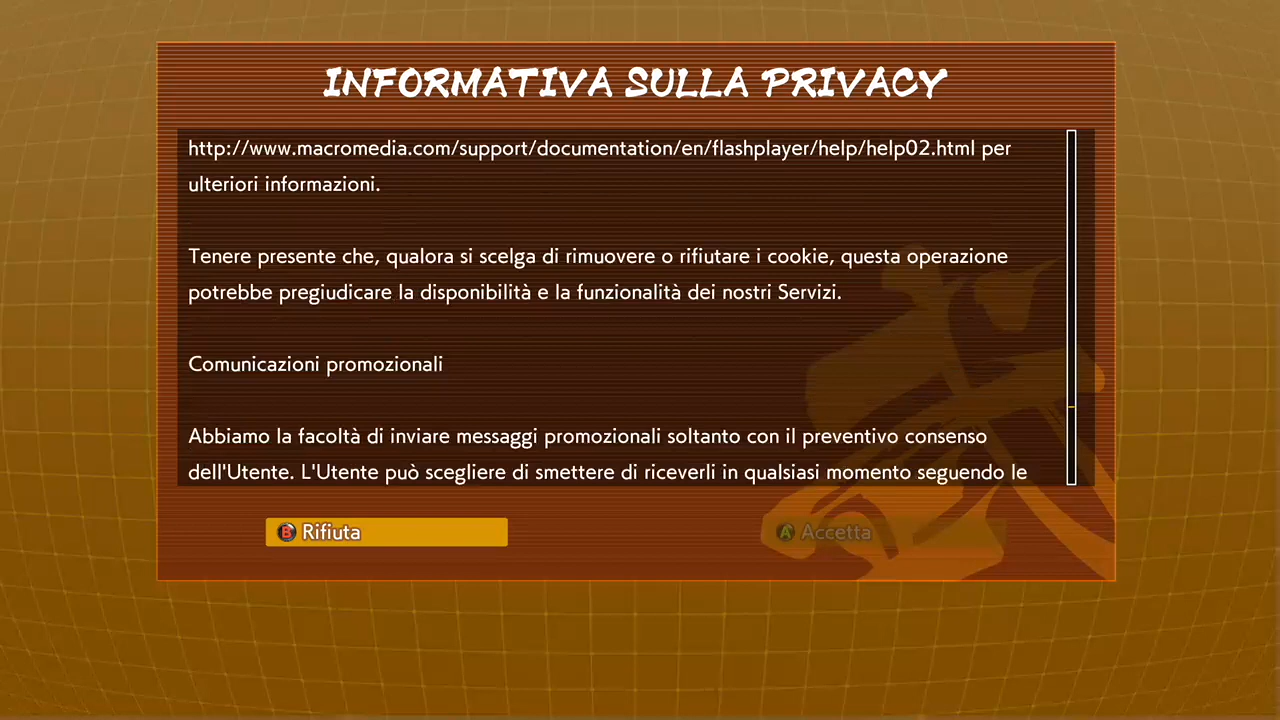 INFORMATIVA SULLA PRIVACY
http://www.macromedia.com/support/documentation/en/flashplayer/help/help02.html per
ulteriori informazioni.
Tenere presente che, qualora si scelga di rimuovere o rifiutare i cookie, questa operazione
potrebbe pregiudicare la disponibilità e la funzionalità dei nostri Servizi.
Comunicazioni promozionali
Abbiamo la facoltà di inviare messaggi promozionali soltanto con il preventivo consenso
dell'Utente. L'Utente può scegliere di smettere di riceverli in qualsiasi momento seguendo le
B Rifiuta
A Accetta